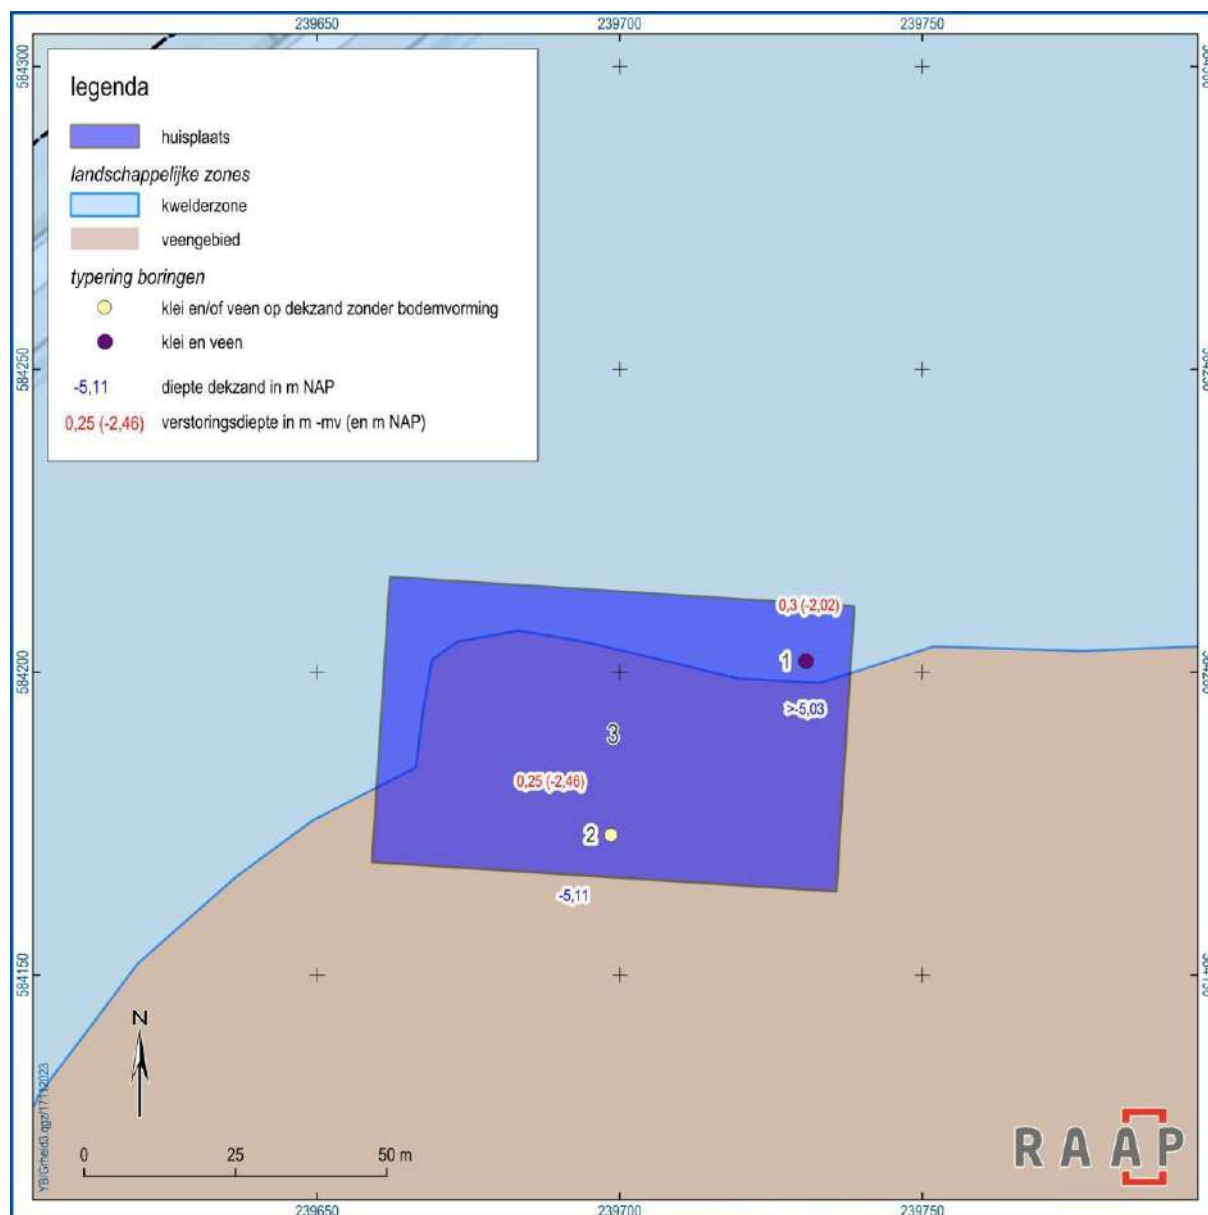 239650
239700
239750
584300
584250
584200
584150
legenda
huisplaats
landschappelijke zones
kwelderzone
veengebied
typering boringen
klei en/of veen op dekzand zonder bodemvorming
klei en veen
-5,11 diepte dekzand in m NAP
0,25 (-2,46) verstoringsdiepte in m -mv (en m NAP)
0,3 (-2,02)
1
>-5,03
3
0,25 (-2,46)
2
-5,11
N
0 25 50 m
RAAP
239650
239700
239750